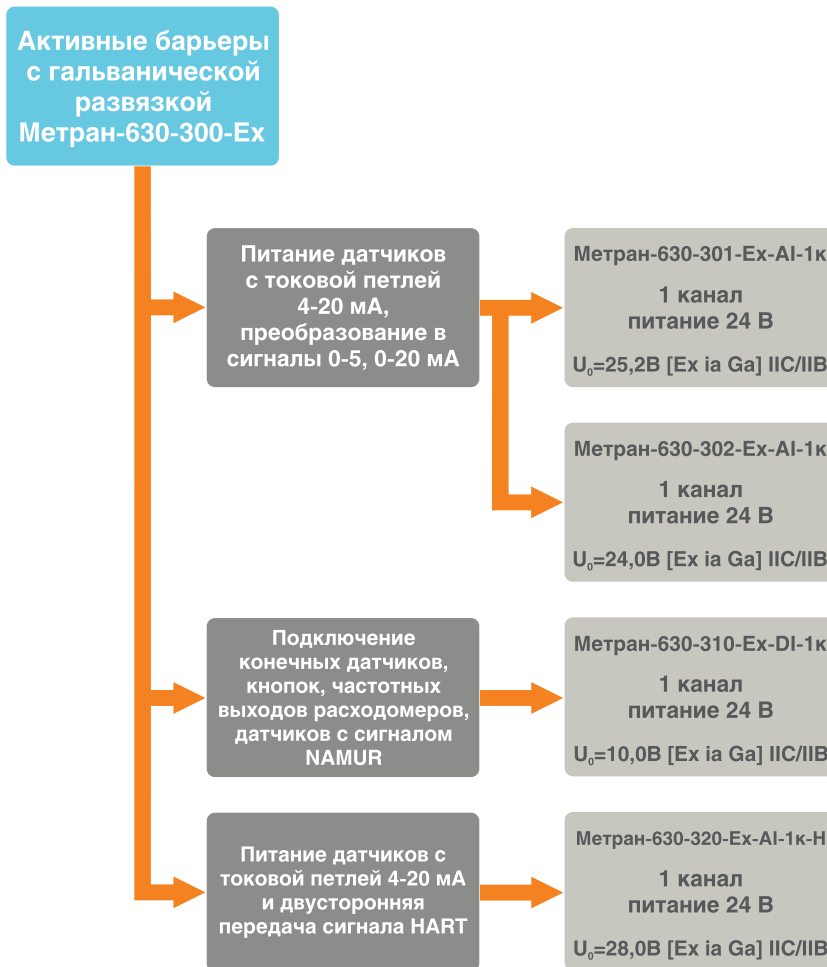 Активные барьеры
с гальванической
развязкой
Метран-630-300-Ex
Питание датчиков
с токовой петлей
4-20 мА,
преобразование в
сигналы 0-5, 0-20 мА
Метран-630-301-Ex-AI-1к
1 канал
питание 24 В
U₀=25,2В [Ex ia Ga] IIC/IIB
Метран-630-302-Ex-AI-1к
1 канал
питание 24 В
U₀=24,0В [Ex ia Ga] IIC/IIB
Подключение
конечных датчиков,
кнопок, частотных
выходов расходомеров,
датчиков с сигналом
NAMUR
Метран-630-310-Ex-DI-1к
1 канал
питание 24 В
U₀=10,0В [Ex ia Ga] IIC/IIB
Питание датчиков с
токовой петлей 4-20 мА
и двусторонняя
передача сигнала HART
Метран-630-320-Ex-AI-1к-H
1 канал
питание 24 В
U₀=28,0В [Ex ia Ga] IIC/IIB